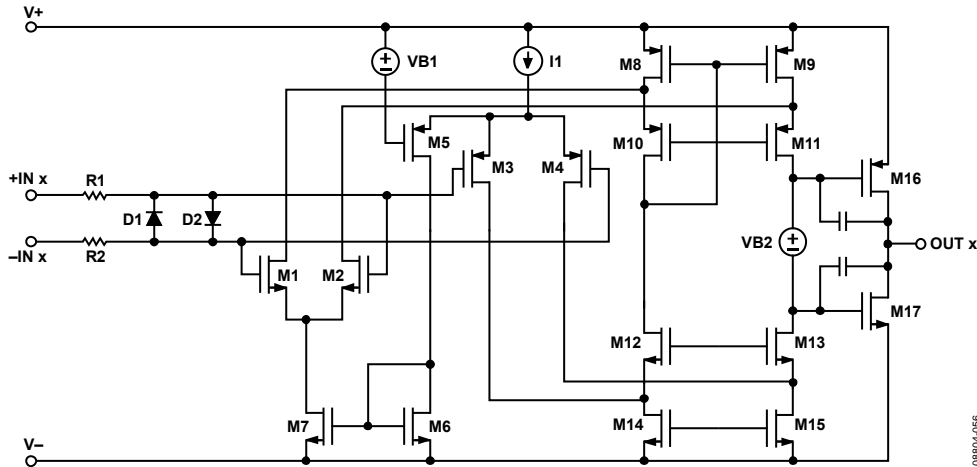 V+
VB1
I1
M8
M9
M5
M10
M11
M3
M4
M16
+IN x
R1
D1
D2
VB2
OUT x
–IN x
R2
M1
M2
M17
M12
M13
M7
M6
M14
M15
V–
08804-056